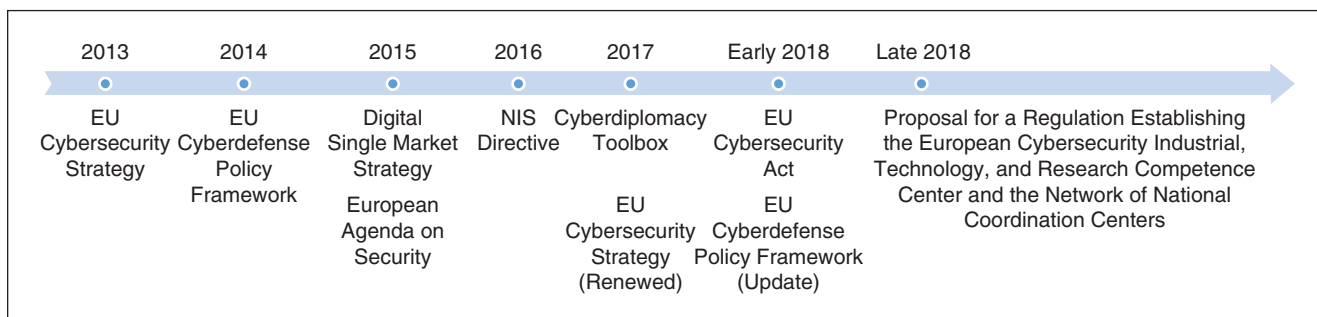 2013
EU
Cybersecurity
Strategy
2014
EU
Cyberdefense
Policy
Framework
2015
Digital
Single Market
Strategy
European
Agenda on
Security
2016
NIS
Directive
2017
Cyberdiplomacy
Toolbox
EU
Cybersecurity
Strategy
(Renewed)
Early 2018
EU
Cybersecurity
Act
EU
Cyberdefense
Policy Framework
(Update)
Late 2018
Proposal for a Regulation Establishing
the European Cybersecurity Industrial,
Technology, and Research Competence
Center and the Network of National
Coordination Centers